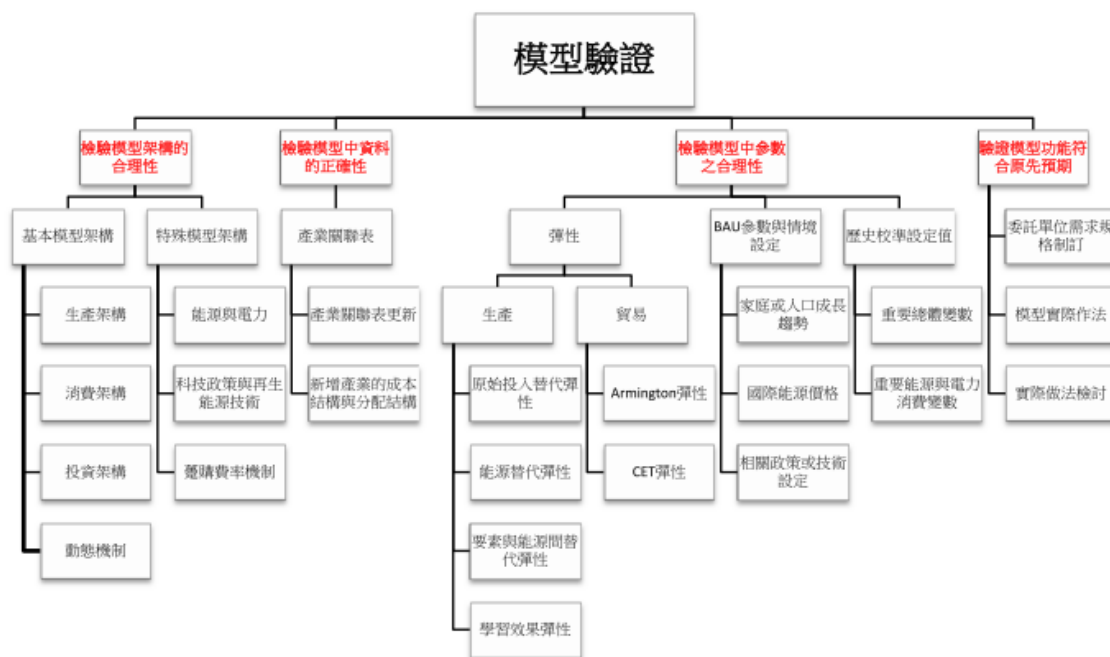 模型驗證
檢驗模型架構的
合理性
檢驗模型中資料
的正確性
檢驗模型中參數
之合理性
驗證模型功能符
合原先預期
基本模型架構
特殊模型架構
產業關聯表
彈性
BAU參數與情境
設定
歷史校準設定值
委託單位需求規
格制訂
生產架構
能源與電力
產業關聯表更新
生產
貿易
家庭或人口成長
趨勢
重要總體變數
模型實際作法
消費架構
科技政策與再生
能源技術
新增產業的成本
結構與分配結構
原始投入替代彈
性
Armington彈性
國際能源價格
重要能源與電力
消費變數
實際做法檢討
投資架構
躉購費率機制
能源替代彈性
CET彈性
相關政策或技術
設定
動態機制
要素與能源間替
代彈性
學習效果彈性